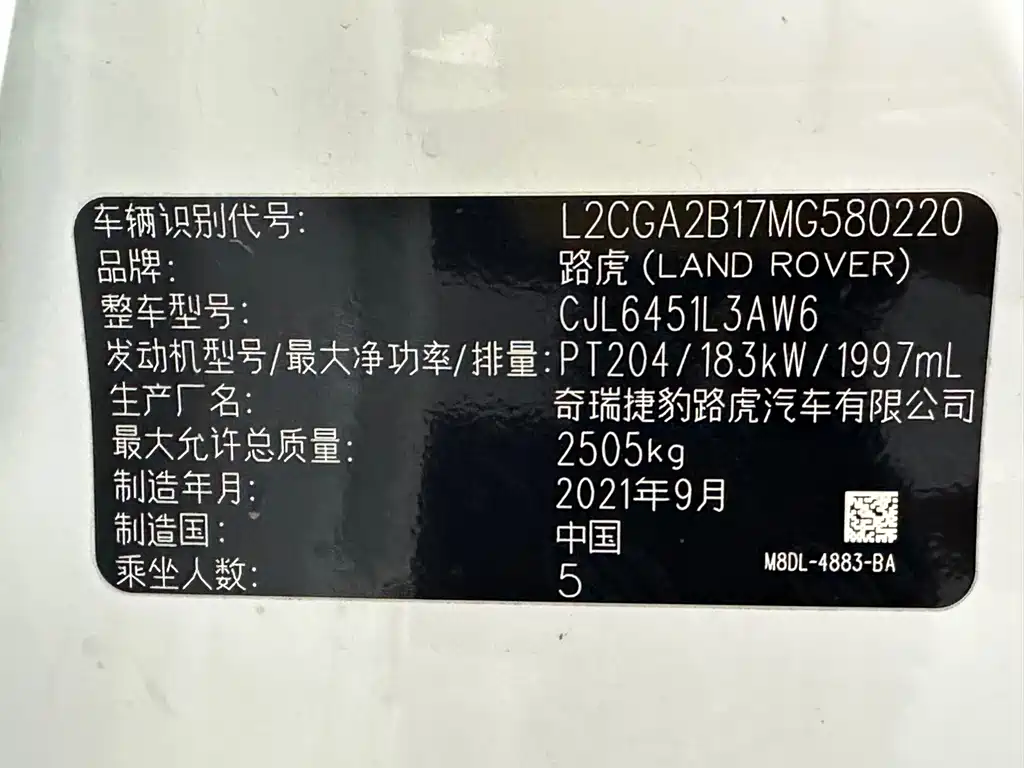 车辆识别代号: L2CGA2B17MG580220
品牌: 路虎(LAND ROVER)
整车型号: CJL6451L3AW6
发动机型号/最大净功率/排量: PT204/183kW/1997mL
生产厂名: 奇瑞捷豹路虎汽车有限公司
最大允许总质量: 2505kg
制造年月: 2021年9月
制造国: 中国
乘坐人数: 5
M8DL-4883-BA